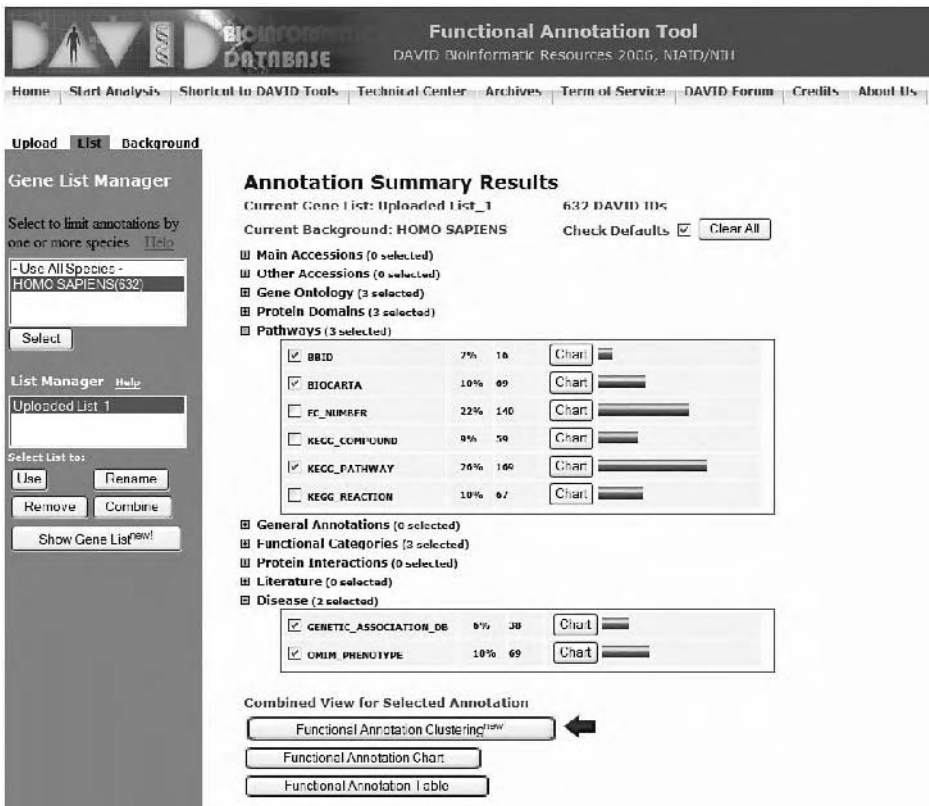 DAVID BIOINFORMATIC DATABASE
Functional Annotation Tool
DAVID Bioinformatic Resources 2006, NIAID/NIH
Home Start Analysis Shortcut to DAVID Tools Technical Center Archives Term of Service DAVID Forum Credits About Us
Upload List Background
Gene List Manager
Select to limit annotations by
one or more species Help
- Use All Species -
HOMO SAPIENS(632)
Select
List Manager Help
Uploaded List_1
Select List to:
Use Rename
Remove Combine
Show Gene List new!
Annotation Summary Results
Current Gene List: Uploaded List_1 632 DAVID IDs
Current Background: HOMO SAPIENS Check Defaults Clear All
Main Accessions (0 selected)
Other Accessions (0 selected)
Gene Ontology (3 selected)
Protein Domains (3 selected)
Pathways (3 selected)
BBID 2% 16 Chart
BIOCARTA 10% 69 Chart
EC_NUMBER 22% 140 Chart
KEGG_COMPOUND 9% 59 Chart
KEGG_PATHWAY 26% 169 Chart
KEGG_REACTION 10% 67 Chart
General Annotations (0 selected)
Functional Categories (3 selected)
Protein Interactions (0 selected)
Literature (0 selected)
Disease (2 selected)
GENETIC_ASSOCIATION_DB 6% 38 Chart
OMIM_PHENOTYPE 10% 69 Chart
Combined View for Selected Annotation
Functional Annotation Clustering new
Functional Annotation Chart
Functional Annotation Table